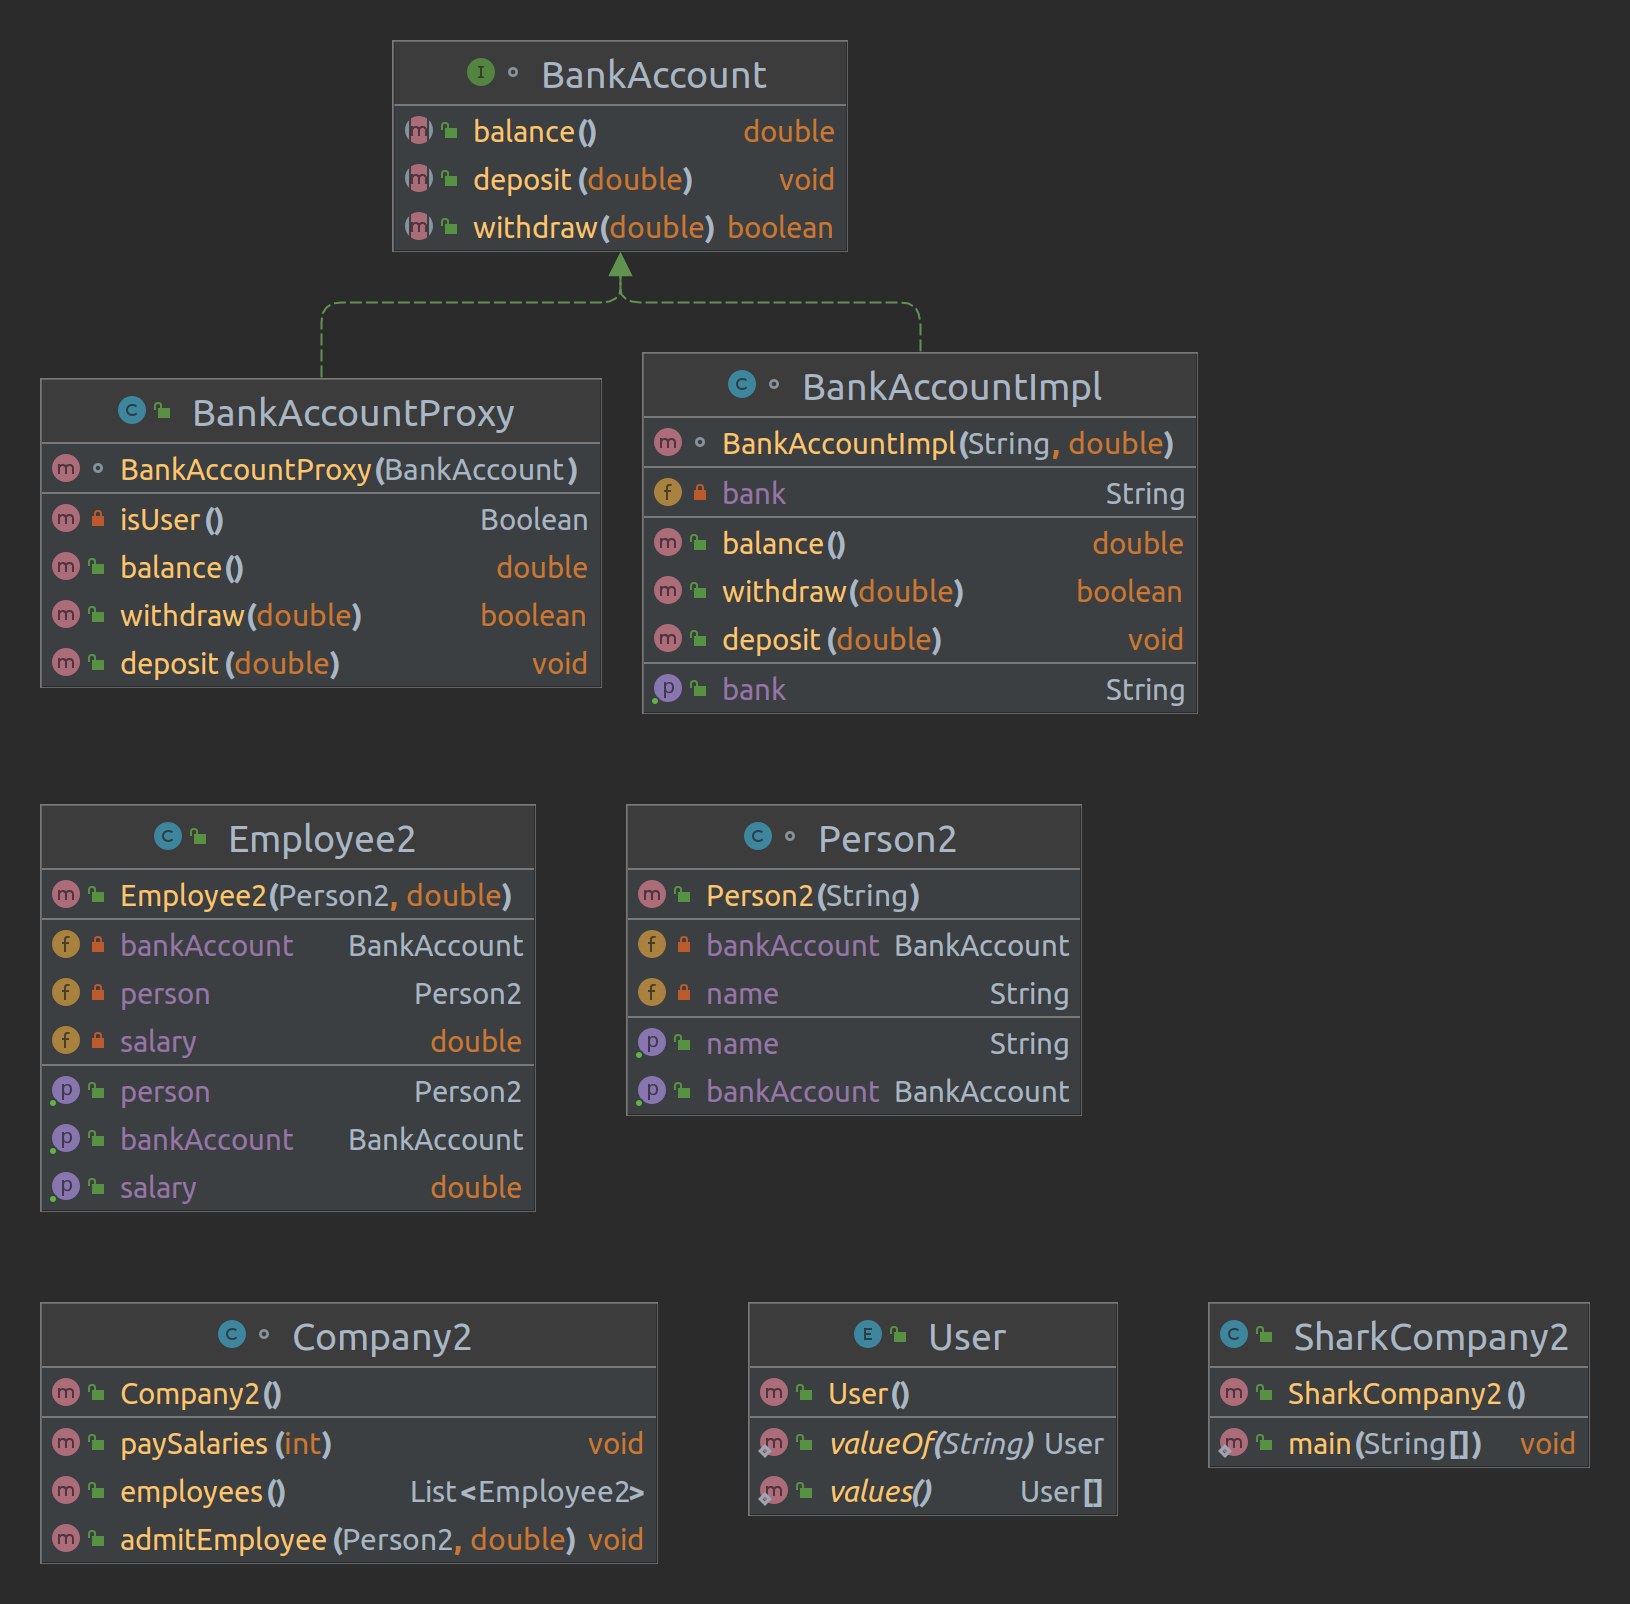 BankAccount
balance() double
deposit(double) void
withdraw(double) boolean
BankAccountProxy
BankAccountProxy(BankAccount)
isUser() Boolean
balance() double
withdraw(double) boolean
deposit(double) void
BankAccountImpl
BankAccountImpl(String, double)
bank String
balance() double
withdraw(double) boolean
deposit(double) void
bank String
Employee2
Employee2(Person2, double)
bankAccount BankAccount
person Person2
salary double
person Person2
bankAccount BankAccount
salary double
Person2
Person2(String)
bankAccount BankAccount
name String
name String
bankAccount BankAccount
Company2
Company2()
paySalaries(int) void
employees() List<Employee2>
admitEmployee(Person2, double) void
User
User()
valueOf(String) User
values() User[]
SharkCompany2
SharkCompany2()
main(String[]) void